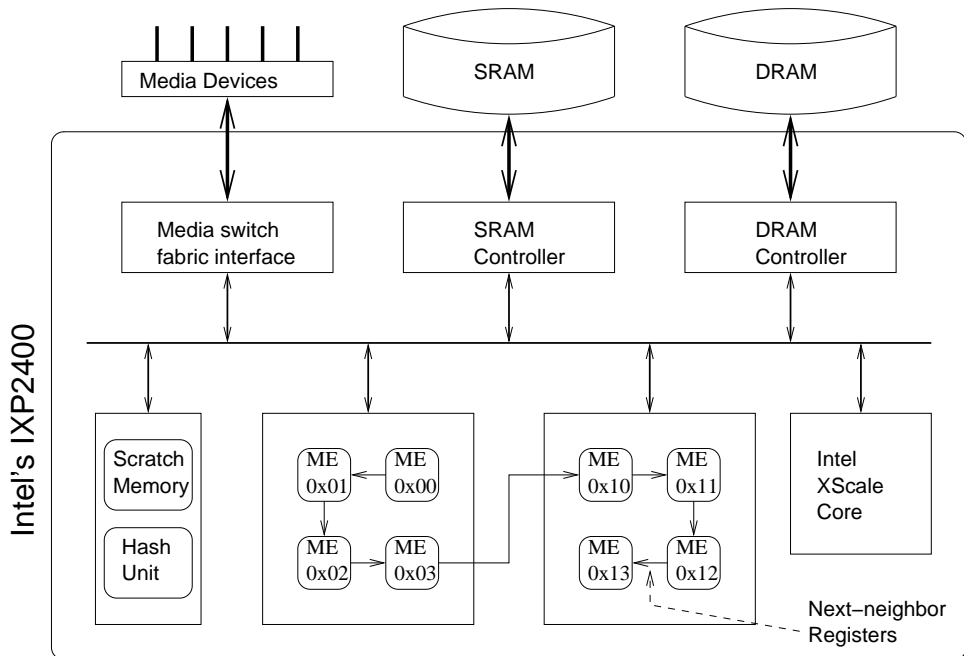 Media Devices
SRAM
DRAM
Media switch
fabric interface
SRAM
Controller
DRAM
Controller
Intel's IXP2400
Scratch
Memory
Hash
Unit
ME
0x01
ME
0x00
ME
0x02
ME
0x03
ME
0x10
ME
0x11
ME
0x13
ME
0x12
Intel
XScale
Core
Next−neighbor
Registers